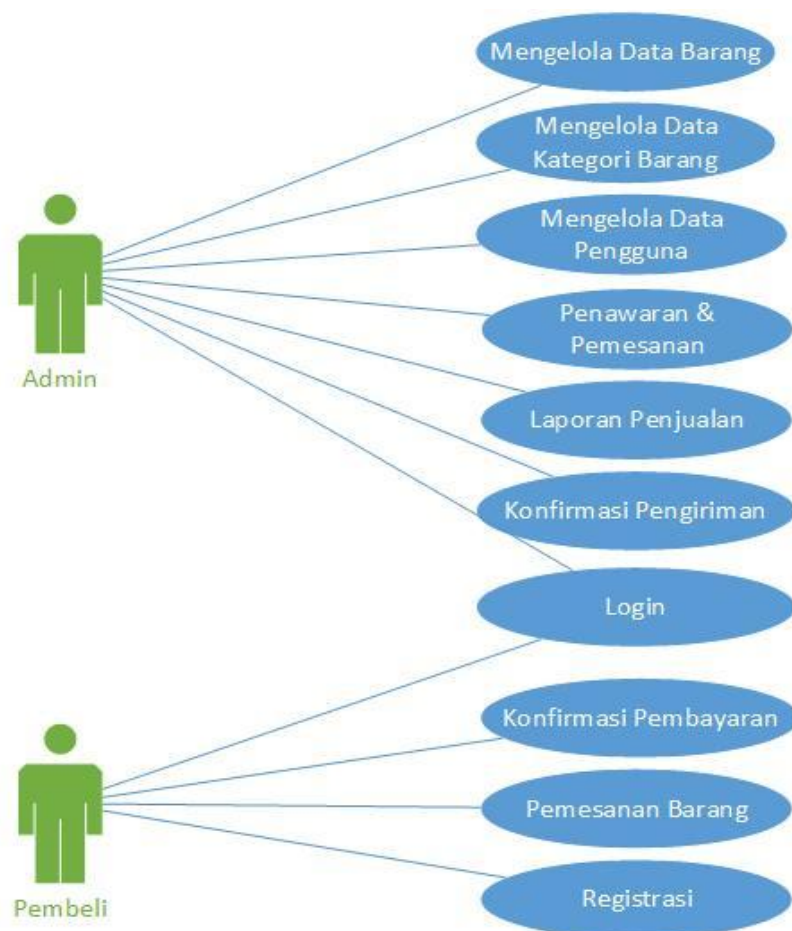 Mengelola Data Barang
Mengelola Data
Kategori Barang
Mengelola Data
Pengguna
Penawaran &
Pemesanan
Admin
Laporan Penjualan
Konfirmasi Pengiriman
Login
Konfirmasi Pembayaran
Pemesanan Barang
Registrasi
Pembeli